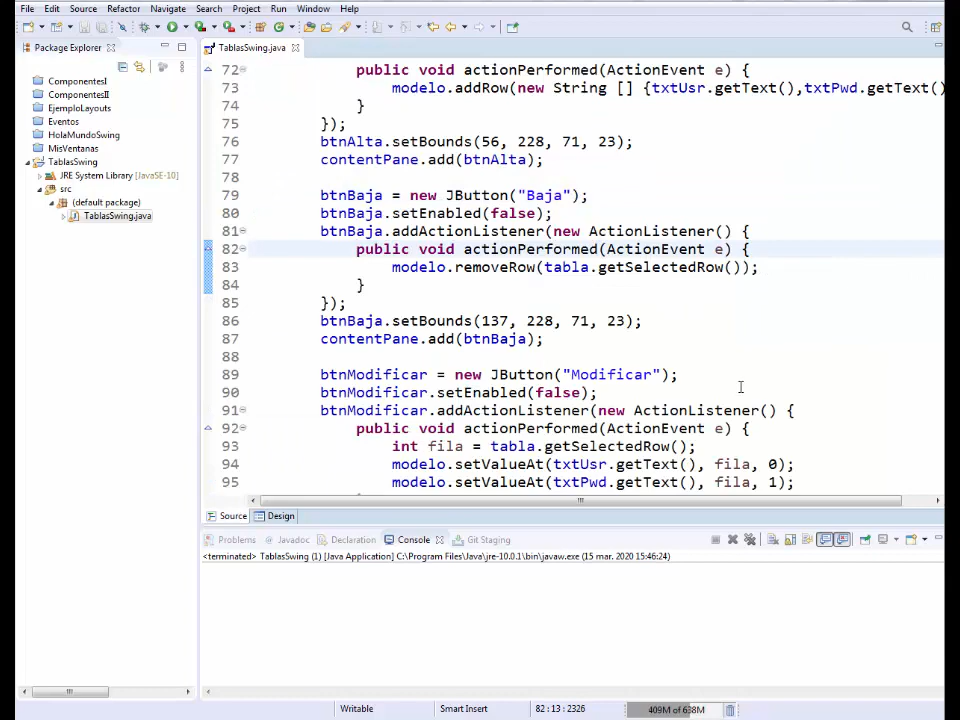 File Edit Source Refactor Navigate Search Project Run Window Help
Package Explorer
TablasSwing.java
ComponentesI
ComponentesII
EjemploLayouts
Eventos
HolaMundoSwing
MisVentanas
TablasSwing
JRE System Library [JavaSE-10]
src
(default package)
TablasSwing.java
72 public void actionPerformed(ActionEvent e) {
73 modelo.addRow(new String [] {txtUsr.getText(),txtPwd.getText()
74 }
75 });
76 btnAlta.setBounds(56, 228, 71, 23);
77 contentPane.add(btnAlta);
78
79 btnBaja = new JButton("Baja");
80 btnBaja.setEnabled(false);
81 btnBaja.addActionListener(new ActionListener() {
82 public void actionPerformed(ActionEvent e) {
83 modelo.removeRow(tabla.getSelectedRow());
84 }
85 });
86 btnBaja.setBounds(137, 228, 71, 23);
87 contentPane.add(btnBaja);
88
89 btnModificar = new JButton("Modificar");
90 btnModificar.setEnabled(false);
91 btnModificar.addActionListener(new ActionListener() {
92 public void actionPerformed(ActionEvent e) {
93 int fila = tabla.getSelectedRow();
94 modelo.setValueAt(txtUsr.getText(), fila, 0);
95 modelo.setValueAt(txtPwd.getText(), fila, 1);
Source Design
Problems Javadoc Declaration Console Git Staging
<terminated> TablasSwing (1) [Java Application] C:\Program Files\Java\jre-10.0.1\bin\javaw.exe (15 mar. 2020 15:46:24)
Writable Smart Insert 82 : 13 : 2326 409M of 638M